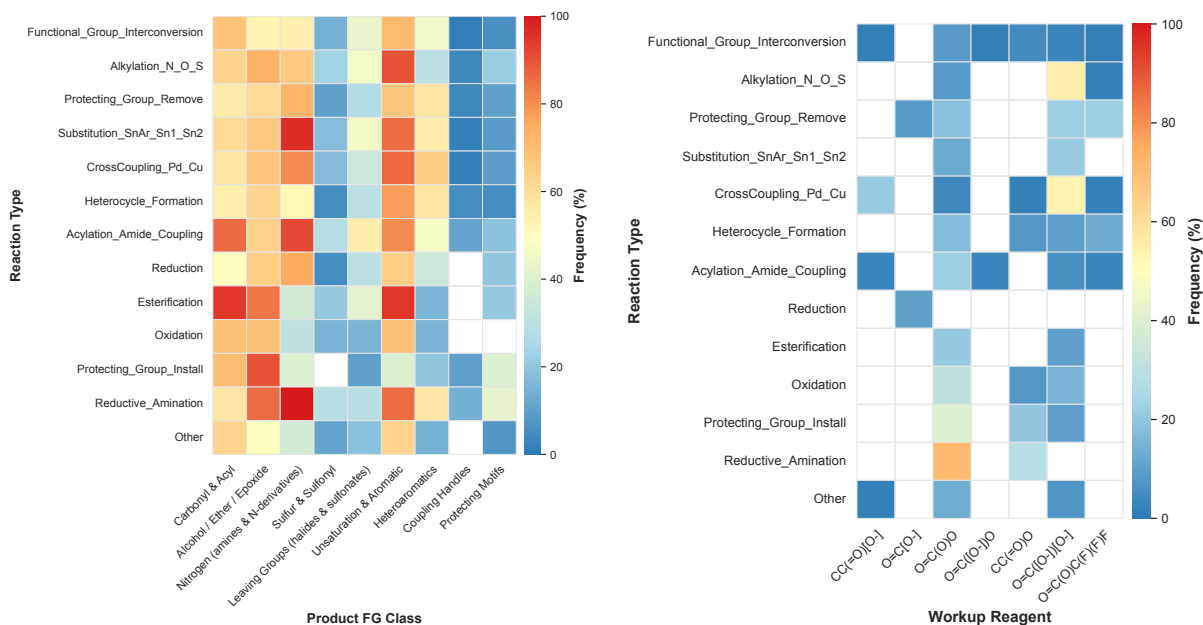 Functional_Group_Interconversion
Alkylation_N_O_S
Protecting_Group_Remove
Substitution_SnAr_Sn1_Sn2
CrossCoupling_Pd_Cu
Heterocycle_Formation
Acylation_Amide_Coupling
Reduction
Esterification
Oxidation
Protecting_Group_Install
Reductive_Amination
Other
Reaction Type
Carbonyl & Acyl
Alcohol / Ether / Epoxide
Nitrogen (amines & N-derivatives)
Sulfur & Sulfonyl
Leaving Groups (halides & sulfonates)
Unsaturation & Aromatic
Heteroaromatics
Coupling Handles
Protecting Motifs
Product FG Class
100
80
60
40
20
0
Frequency (%)
Functional_Group_Interconversion
Alkylation_N_O_S
Protecting_Group_Remove
Substitution_SnAr_Sn1_Sn2
CrossCoupling_Pd_Cu
Heterocycle_Formation
Acylation_Amide_Coupling
Reduction
Esterification
Oxidation
Protecting_Group_Install
Reductive_Amination
Other
Reaction Type
CC(=O)[O-]
O=C[O-]
O=C(O)O
O=C([O-])O
CC(=O)O
O=C([O-])[O-]
O=C(O)C(F)(F)F
Workup Reagent
100
80
60
40
20
0
Frequency (%)